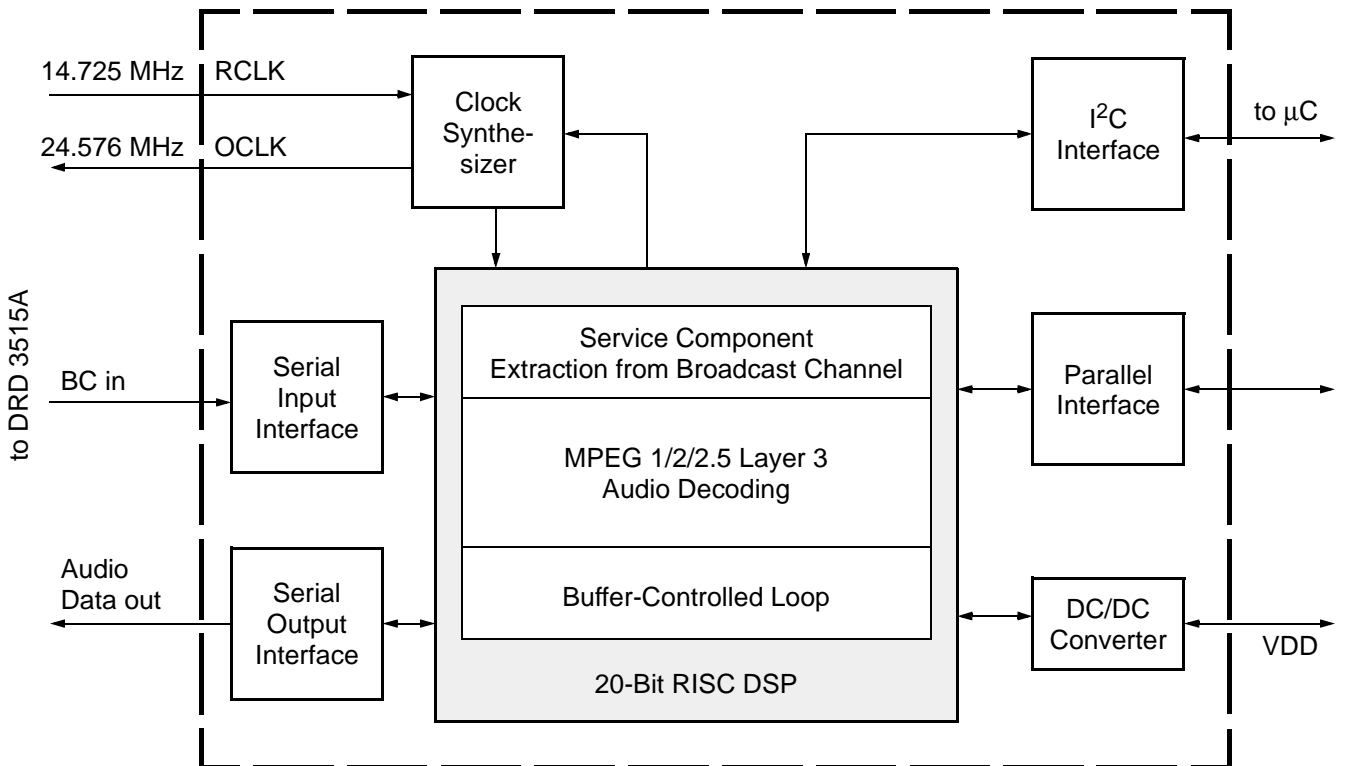 14.725 MHz RCLK
24.576 MHz OCLK
Clock
Synthe-
sizer
I²C
Interface
to μC
to DRD 3515A
BC in
Serial
Input
Interface
Service Component
Extraction from Broadcast Channel
MPEG 1/2/2.5 Layer 3
Audio Decoding
Buffer-Controlled Loop
20-Bit RISC DSP
Parallel
Interface
Audio
Data out
Serial
Output
Interface
DC/DC
Converter
VDD